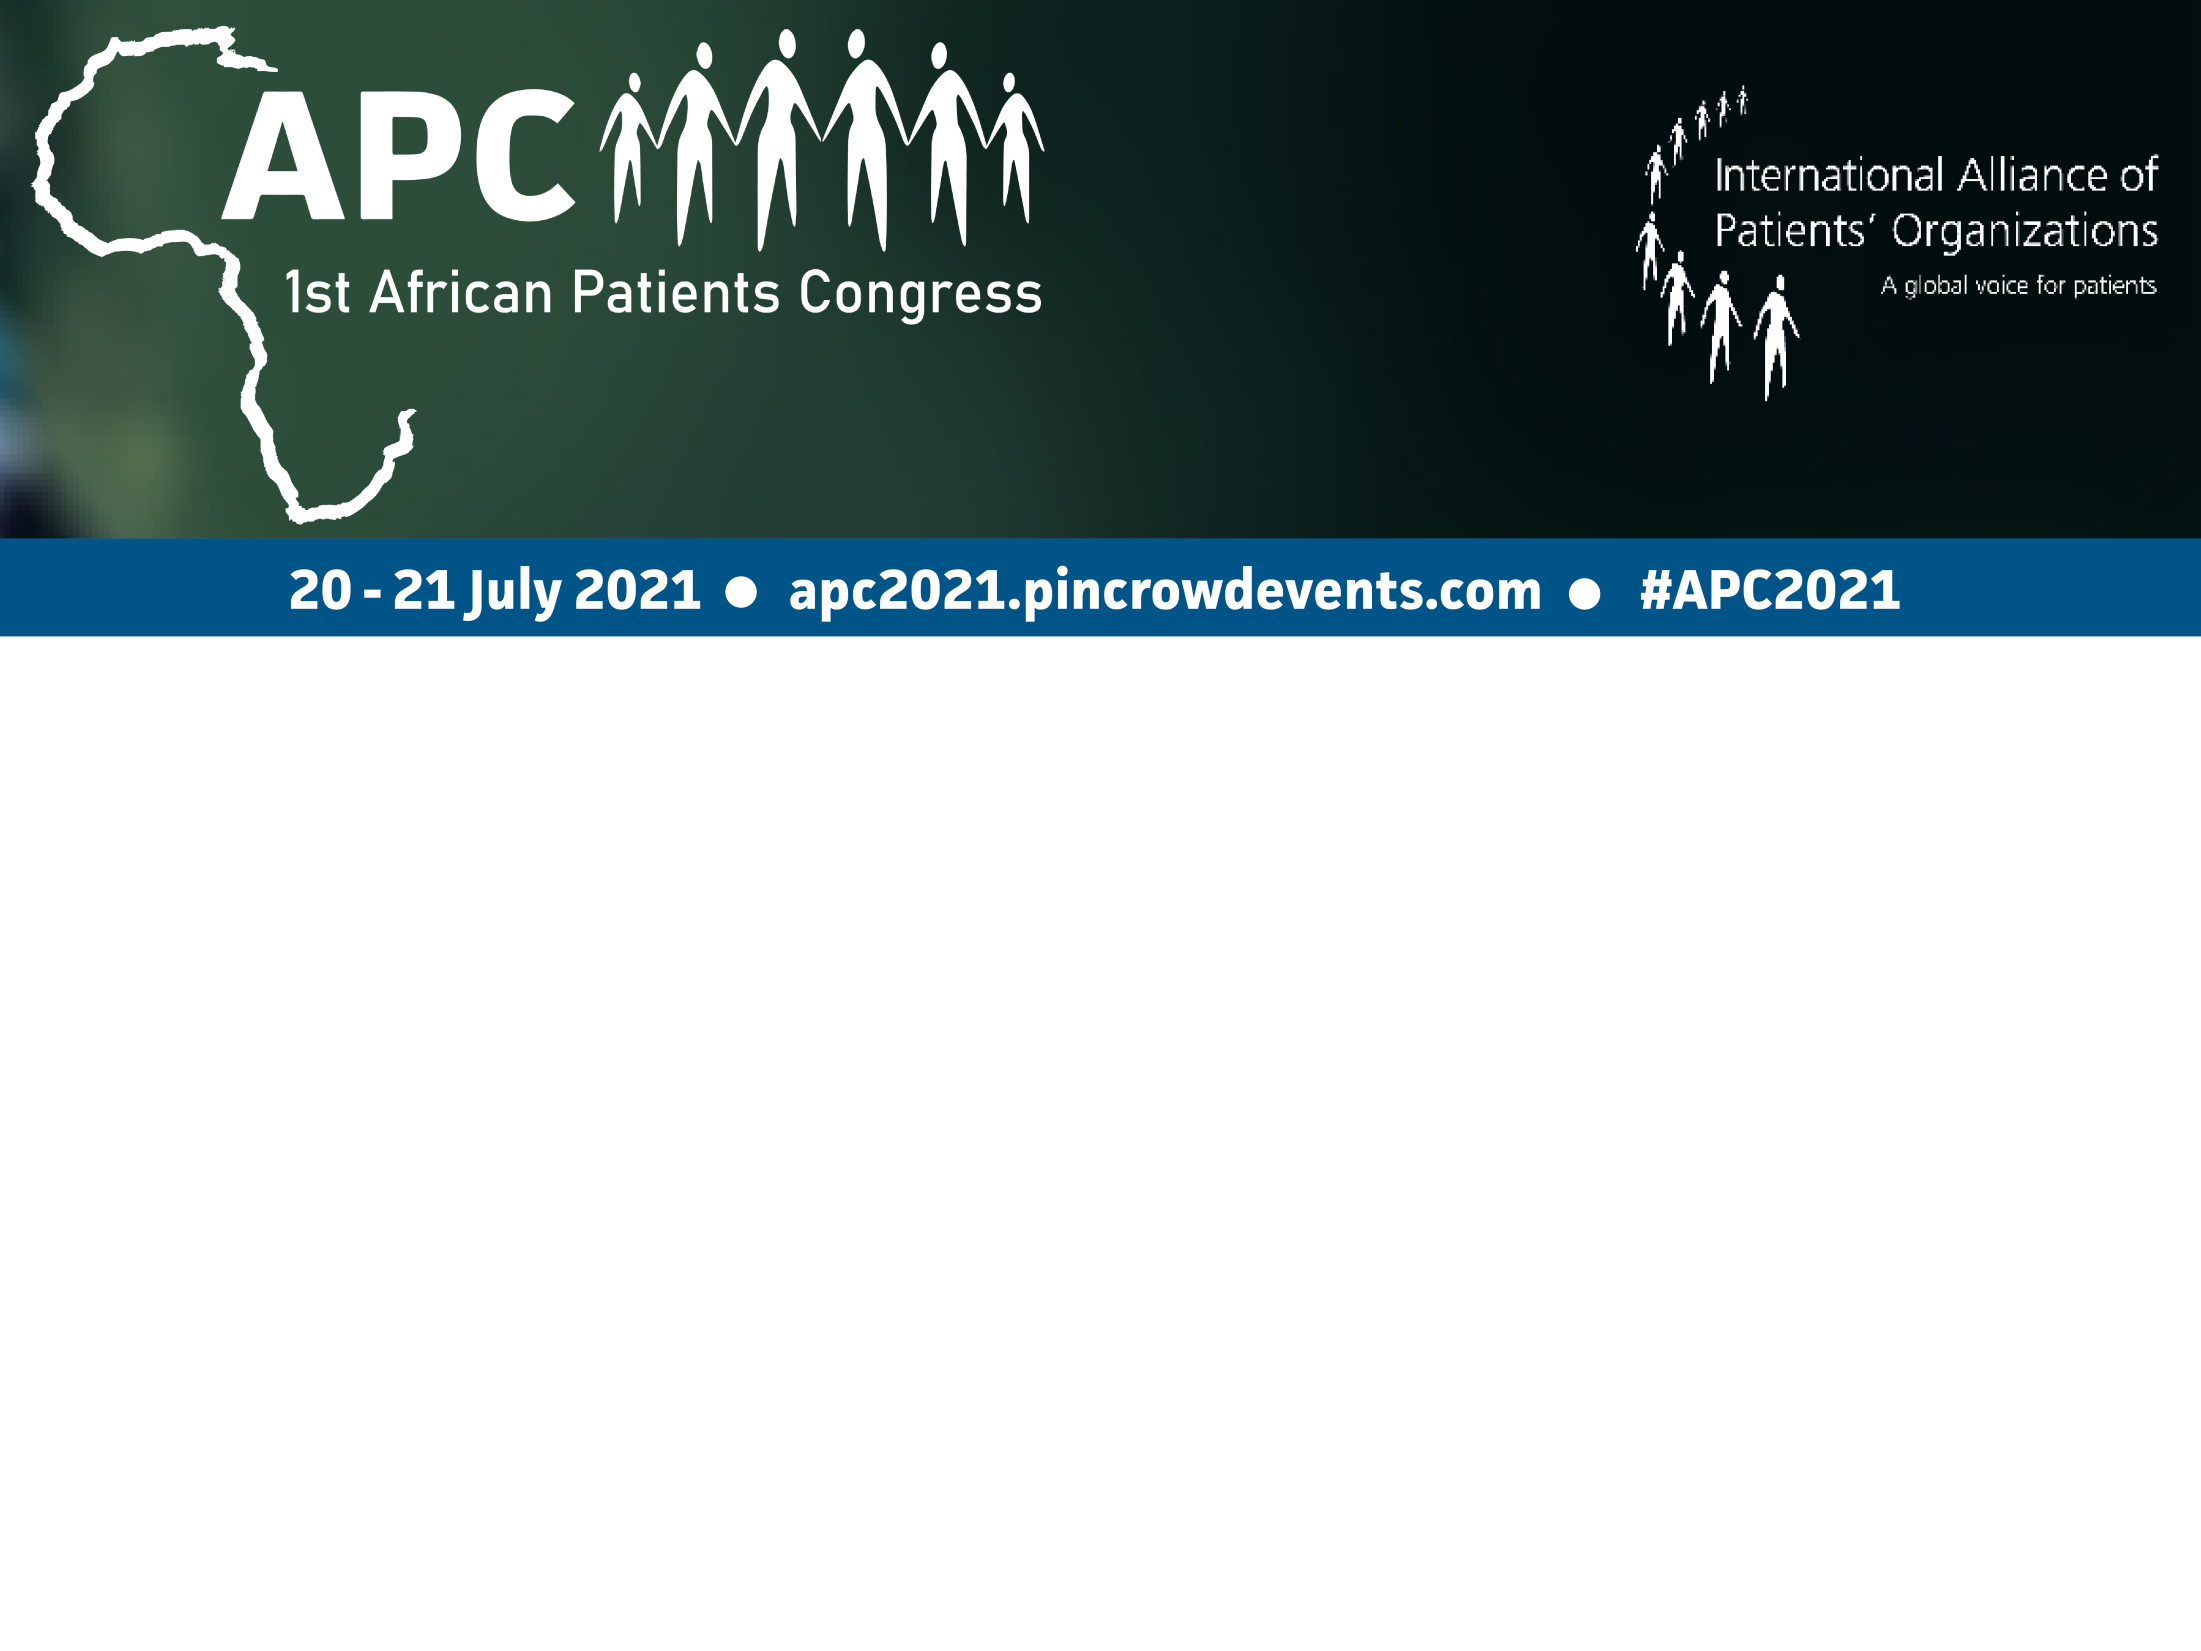 APC
1st African Patients Congress
International Alliance of
Patients’ Organizations
A global voice for patients
20 - 21 July 2021 ● apc2021.pincrowdevents.com ● #APC2021